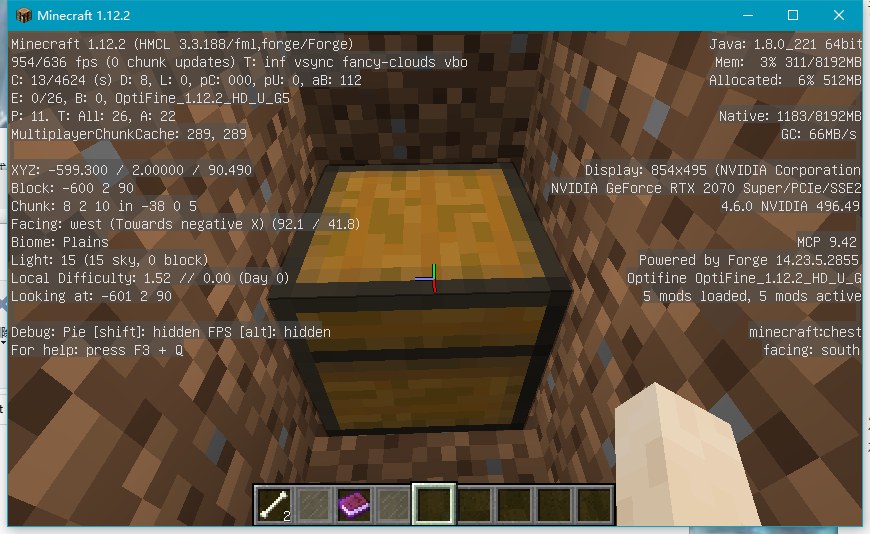 Minecraft 1.12.2
Minecraft 1.12.2 (HMCL 3.3.188/fml,forge/Forge)
954/636 fps (0 chunk updates) T: inf vsync fancy-clouds vbo
C: 13/4624 (s) D: 8, L: 0, pC: 000, pU: 0, aB: 112
E: 0/26, B: 0, OptiFine_1.12.2_HD_U_G5
P: 11. T: All: 26, A: 22
MultiplayerChunkCache: 289, 289
XYZ: -599.300 / 2.00000 / 90.490
Block: -600 2 90
Chunk: 8 2 10 in -38 0 5
Facing: west (Towards negative X) (92.1 / 41.8)
Biome: Plains
Light: 15 (15 sky, 0 block)
Local Difficulty: 1.52 // 0.00 (Day 0)
Looking at: -601 2 90
Debug: Pie [shift]: hidden FPS [alt]: hidden
For help: press F3 + Q
Java: 1.8.0_221 64bit
Mem: 3% 311/8192MB
Allocated: 6% 512MB
Native: 1183/8192MB
GC: 66MB/s
Display: 854x495 (NVIDIA Corporation
NVIDIA GeForce RTX 2070 Super/PCIe/SSE2
4.6.0 NVIDIA 496.49
MCP 9.42
Powered by Forge 14.23.5.2855
Optifine OptiFine_1.12.2_HD_U_G
5 mods loaded, 5 mods active
minecraft:chest
facing: south
2